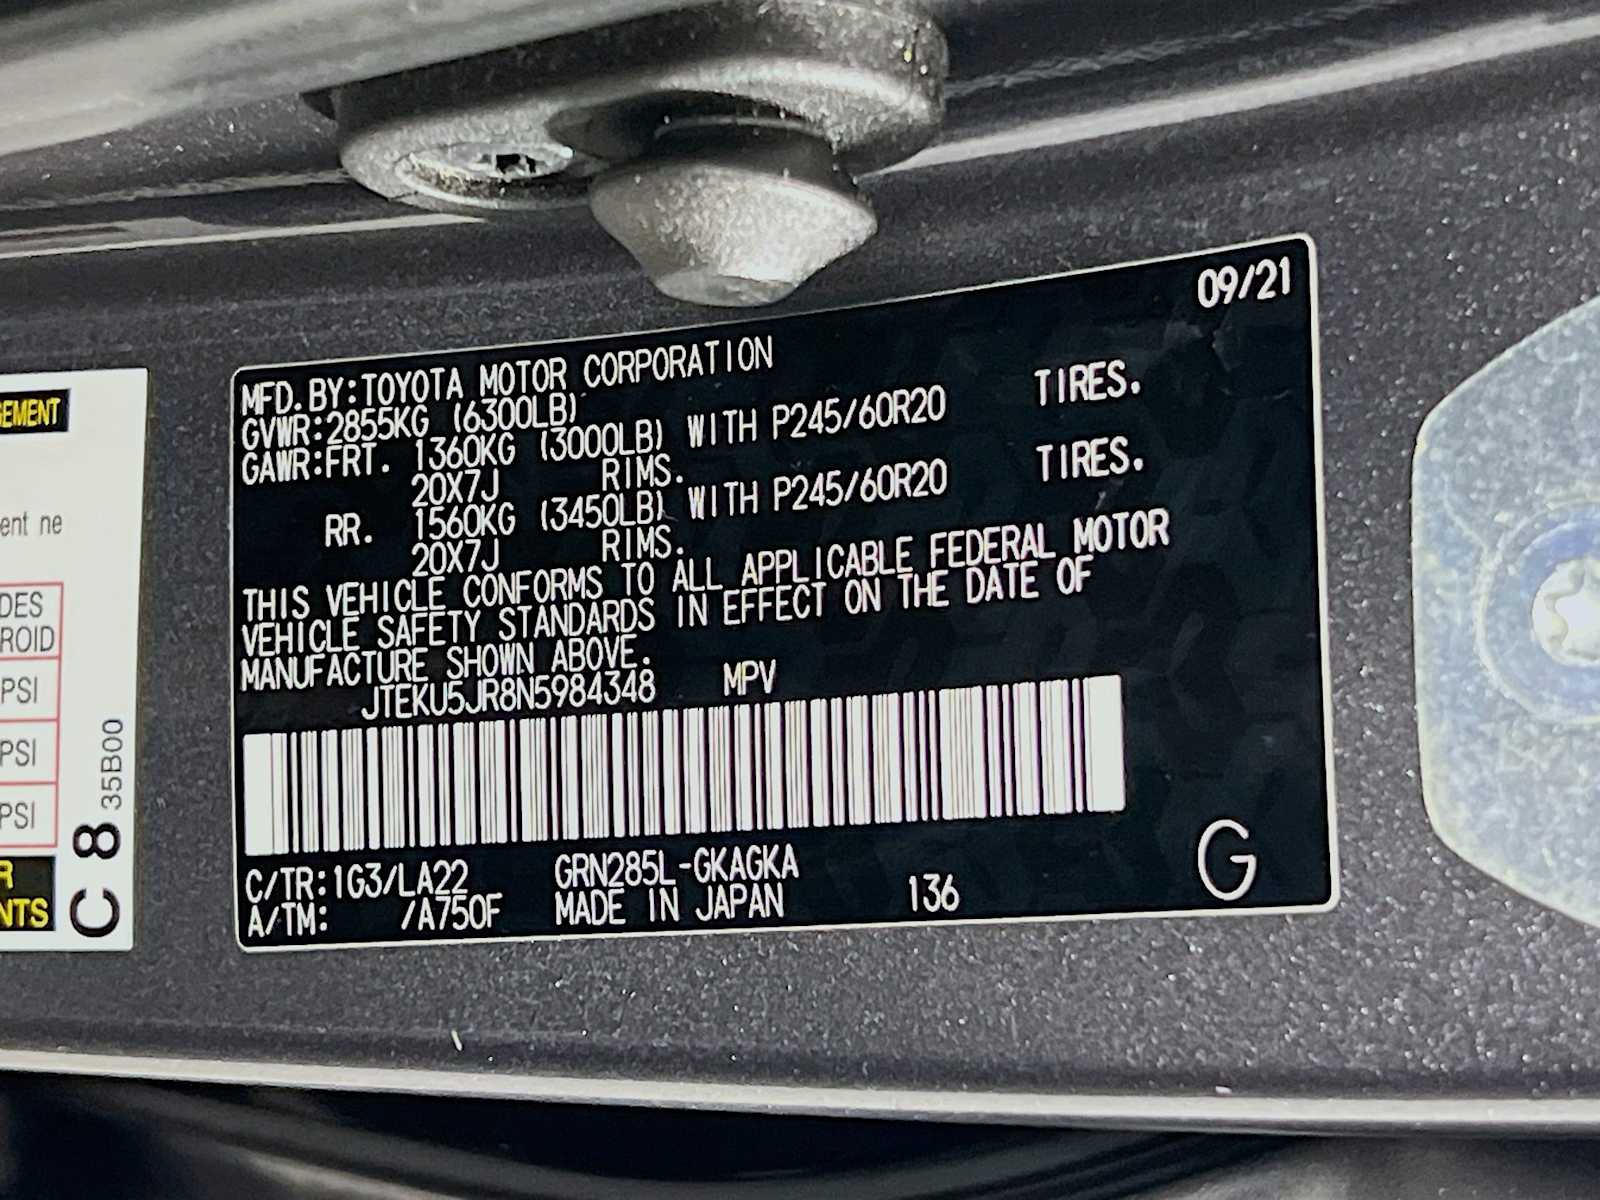 GEMENT
ent ne
DES
ROID
PSI
PSI
PSI
R
NTS
C 8 35B00
09/21
MFD. BY:TOYOTA MOTOR CORPORATION
GVWR:2855KG (6300LB)
GAWR:FRT. 1360KG (3000LB) WITH P245/60R20 TIRES.
20X7J RIMS.
RR. 1560KG (3450LB) WITH P245/60R20 TIRES.
20X7J RIMS.
THIS VEHICLE CONFORMS TO ALL APPLICABLE FEDERAL MOTOR
VEHICLE SAFETY STANDARDS IN EFFECT ON THE DATE OF
MANUFACTURE SHOWN ABOVE.
JTEKU5JR8N5984348 MPV
C/TR:1G3/LA22 GRN285L-GKAGKA
A/TM: /A750F MADE IN JAPAN 136
G